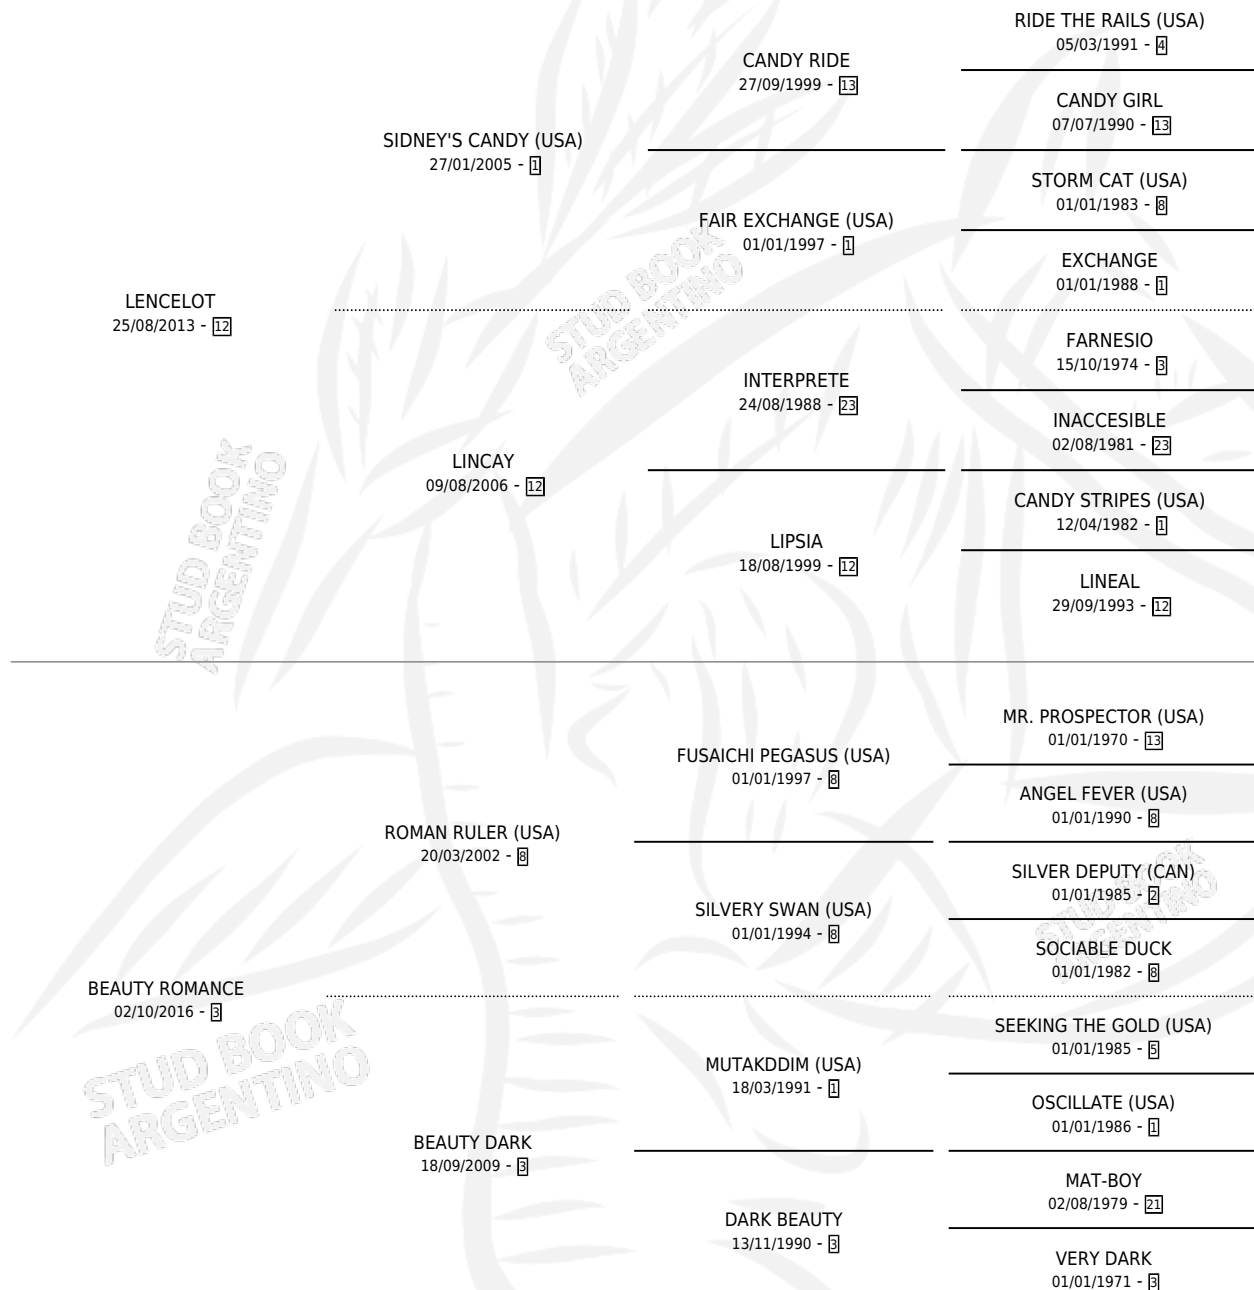 RIDE THE RAILS (USA)
05/03/1991 - 4
CANDY RIDE
27/09/1999 - 13
CANDY GIRL
07/07/1990 - 13
SIDNEY'S CANDY (USA)
27/01/2005 - 1
STORM CAT (USA)
01/01/1983 - 8
FAIR EXCHANGE (USA)
01/01/1997 - 1
EXCHANGE
01/01/1988 - 1
LENCELOT
25/08/2013 - 12
STUD BOOK
ARGENTINO
FARNESIO
15/10/1974 - 3
INTERPRETE
24/08/1988 - 23
INACCESIBLE
02/08/1981 - 23
LINCAY
09/08/2006 - 12
CANDY STRIPES (USA)
12/04/1982 - 1
LIPSIA
18/08/1999 - 12
LINEAL
29/09/1993 - 12
STUD BOOK
ARGENTINO
MR. PROSPECTOR (USA)
01/01/1970 - 13
FUSAICHI PEGASUS (USA)
01/01/1997 - 8
ANGEL FEVER (USA)
01/01/1990 - 8
ROMAN RULER (USA)
20/03/2002 - 8
SILVER DEPUTY (CAN)
01/01/1985 - 2
STUD BOOK
ARGENTINO
SILVERY SWAN (USA)
01/01/1994 - 8
SOCIABLE DUCK
01/01/1982 - 8
BEAUTY ROMANCE
02/10/2016 - 3
STUD BOOK
ARGENTINO
SEEKING THE GOLD (USA)
01/01/1985 - 5
MUTAKDDIM (USA)
18/03/1991 - 1
OSCILLATE (USA)
01/01/1986 - 1
BEAUTY DARK
18/09/2009 - 3
MAT-BOY
02/08/1979 - 21
DARK BEAUTY
13/11/1990 - 3
VERY DARK
01/01/1971 - 3